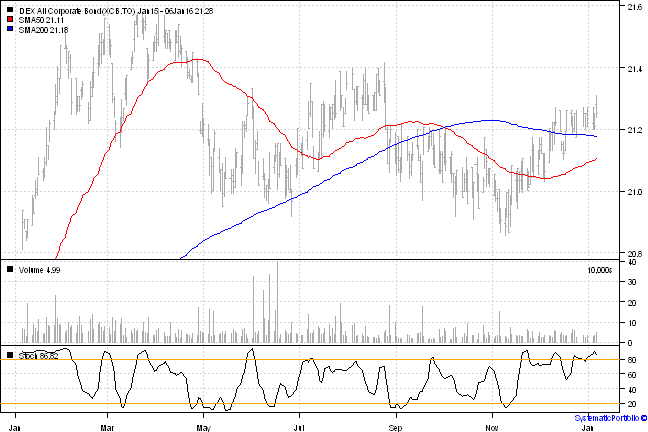 DEX All Corporate Bond(XCB.TO) Jan15 - 06Jan16 21.28
SMA50 21.11
SMA200 21.18
21.6
21.4
21.2
21.0
20.8
Volume 4.99
10,000s
40
30
20
10
0
Stoch 86.82
80
60
40
20
Jan Mar May Jul Sep Nov Jan
SystematicPortfolio ©